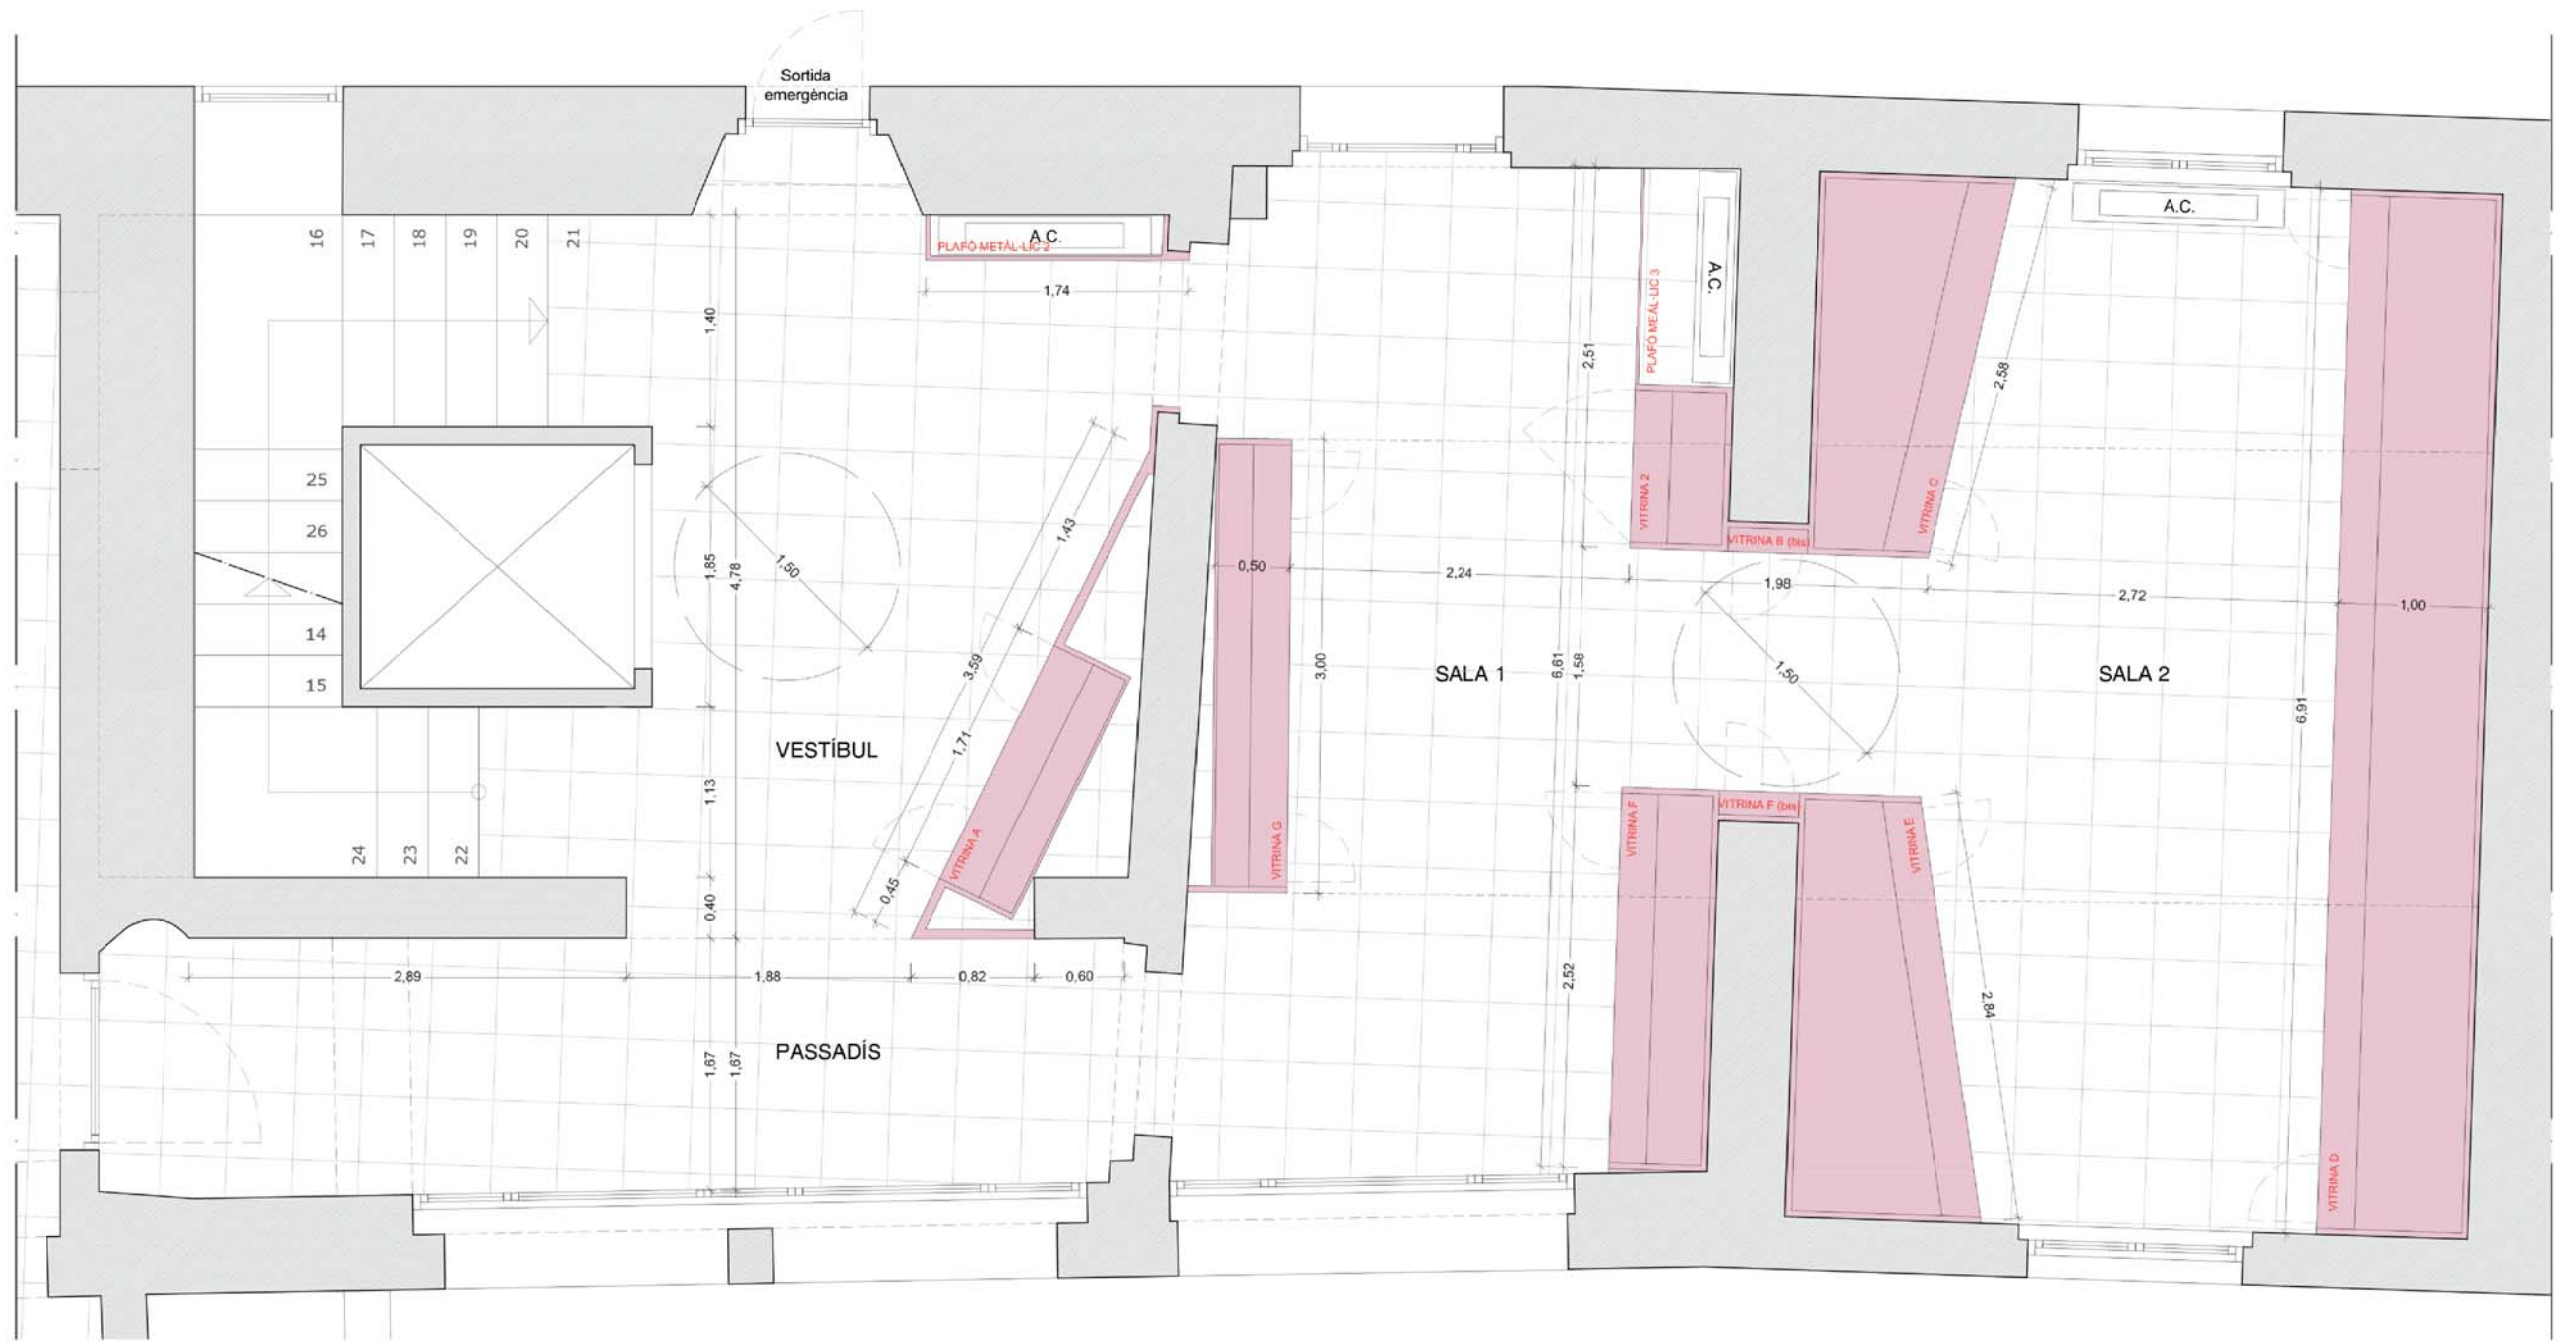 Sortida
emergència
16
17
18
19
20
21
A.C.
PLAFÓ METÀL·LIC 2
1,74
1,40
A.C.
PLAFÓ MEÀL·LIC 3
2,51
A.C.
2,58
25
26
14
15
1,85
4,78
1,50
1,43
3,59
1,71
0,45
VITRINA A
VESTÍBUL
1,13
0,40
24
23
22
0,50
VITRINA G
3,00
2,24
SALA 1
6,61
1,58
VITRINA 2
VITRINA B (bis)
VITRINA C
1,98
1,50
2,72
1,00
SALA 2
6,91
VITRINA F
VITRINA F (bis)
VITRINA E
2,52
2,84
VITRINA D
2,89
1,88
0,82
0,60
PASSADÍS
1,67
1,67